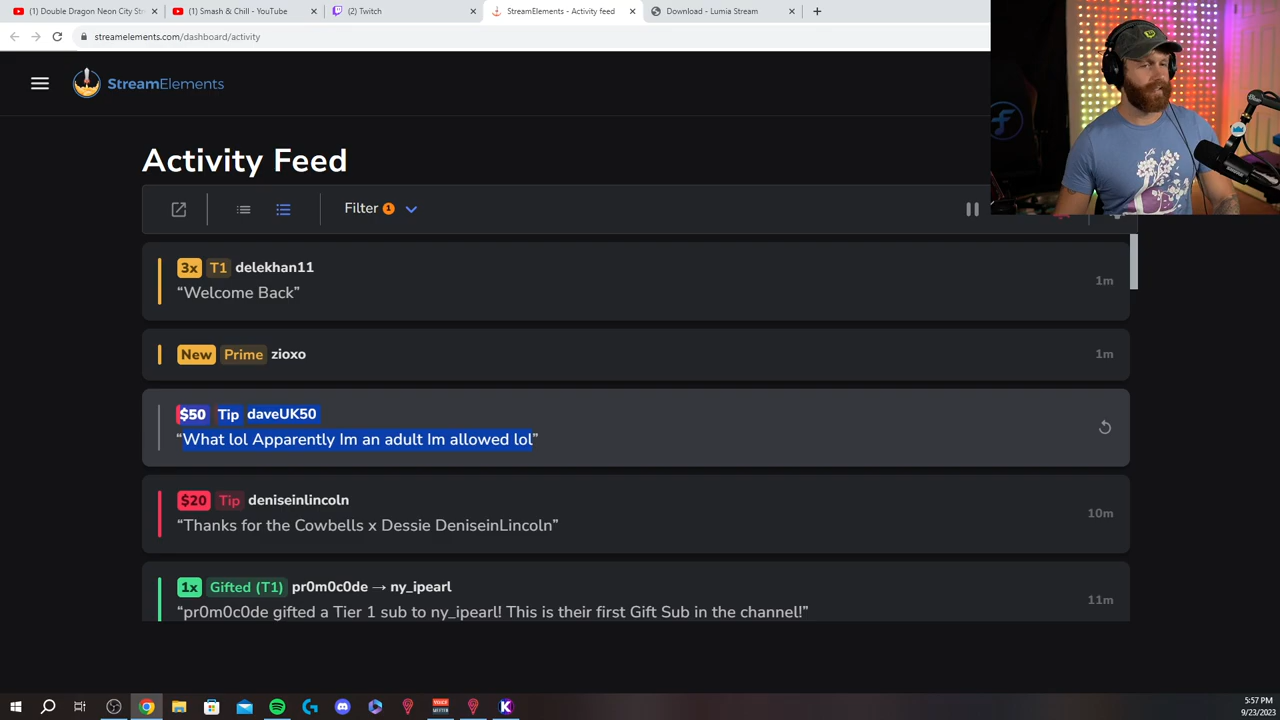 (1) Double Dragon Neon City St
(1) Smash & Chill - YouTube
(2) Twitch
StreamElements - Activity feed
Download - Lumia Stream
streamelements.com/dashboard/activity
StreamElements
Activity Feed
Filter 1
3x T1 delekhan11
“Welcome Back”
1m
New Prime zioxo
1m
$50 Tip daveUK50
“What lol Apparently Im an adult Im allowed lol”
$20 Tip deniseinlincoln
“Thanks for the Cowbells x Dessie DeniseinLincoln”
10m
1x Gifted (T1) pr0m0c0de → ny_ipearl
“pr0m0c0de gifted a Tier 1 sub to ny_ipearl! This is their first Gift Sub in the channel!”
11m
5:57 PM
9/23/2023